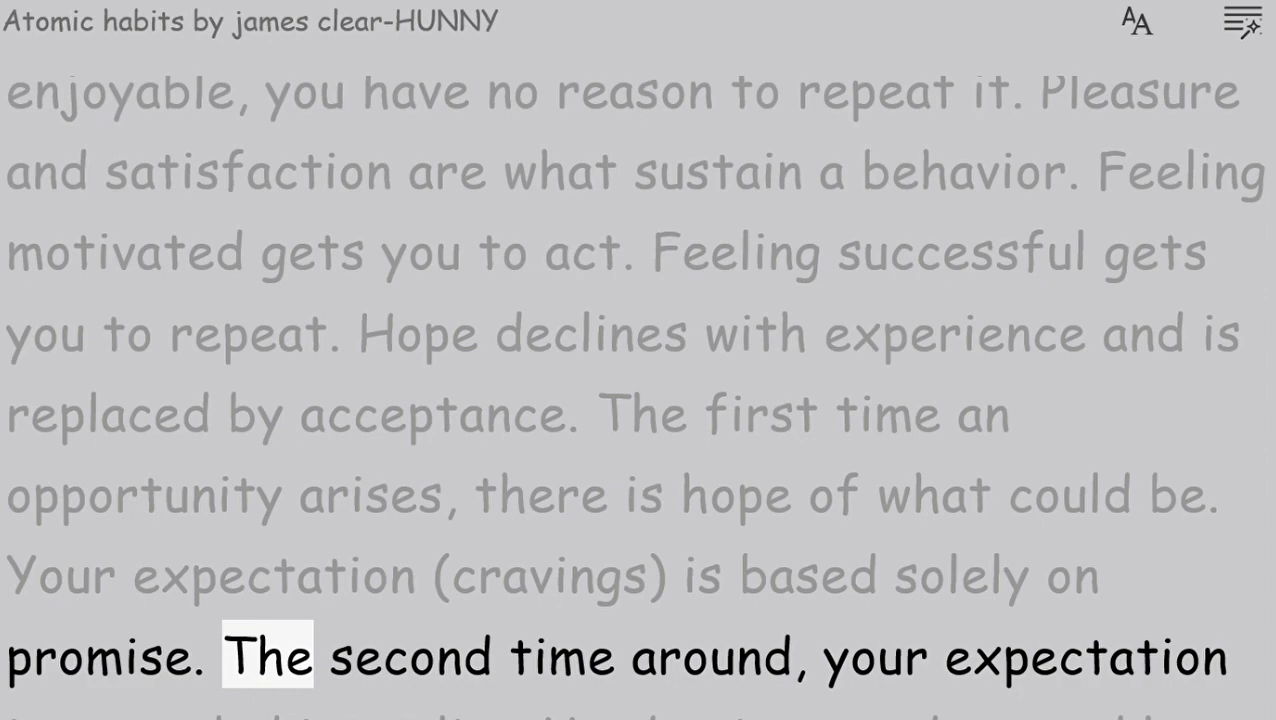 Atomic habits by james clear-HUNNY
enjoyable, you have no reason to repeat it. Pleasure
and satisfaction are what sustain a behavior. Feeling
motivated gets you to act. Feeling successful gets
you to repeat. Hope declines with experience and is
replaced by acceptance. The first time an
opportunity arises, there is hope of what could be.
Your expectation (cravings) is based solely on
promise. The second time around, your expectation